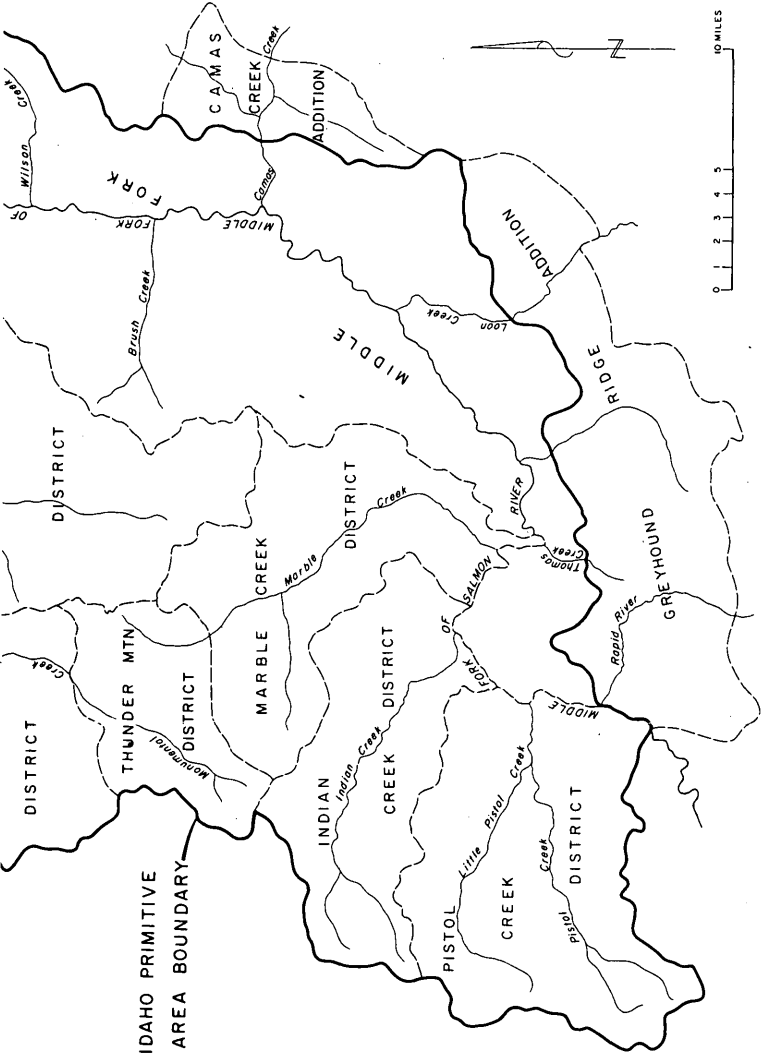 Wilson Creek
OF
FORK
Brush Creek
FORK
MIDDLE
Camas Creek
CAMAS
CREEK
ADDITION
MIDDLE
Loon Creek
ADDITION
RIDGE
GREYHOUND
RIVER
Thomas Creek
Rapid River
DISTRICT
MARBLE CREEK
DISTRICT
Marble Creek
SALMON
OF
FORK
MIDDLE
DISTRICT
Creek
THUNDER MTN
DISTRICT
Monumental
INDIAN
CREEK DISTRICT
Indian Creek
PISTOL
CREEK
DISTRICT
Little Pistol Creek
Pistol Creek
IDAHO PRIMITIVE
AREA BOUNDARY
N
0 1 2 3 4 5 10 MILES